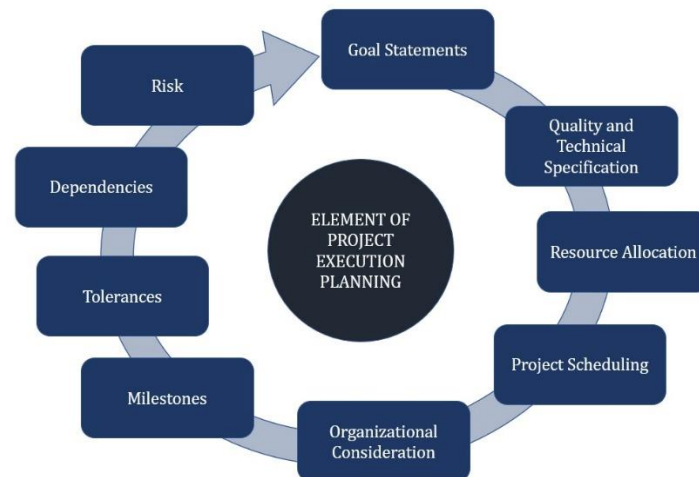 Goal Statements
Quality and
Technical
Specification
Resource Allocation
Project Scheduling
Organizational
Consideration
Milestones
Tolerances
Dependencies
Risk
ELEMENT OF
PROJECT
EXECUTION
PLANNING